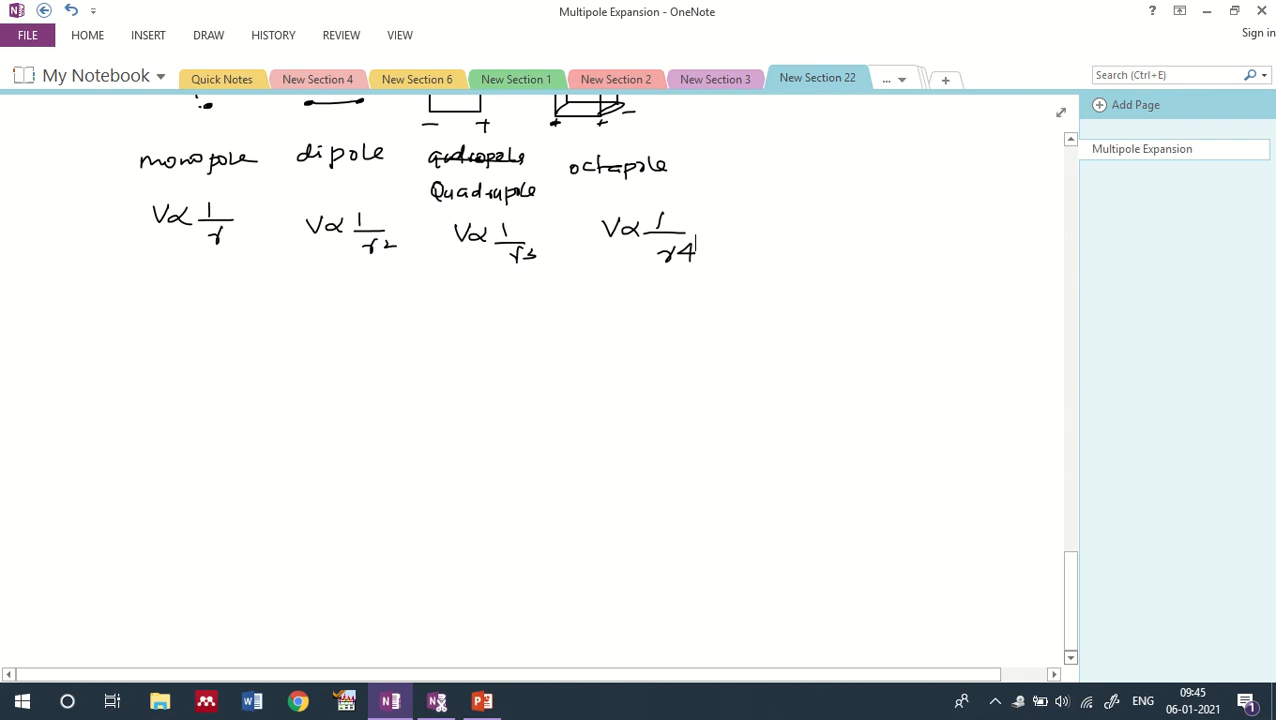 Multipole Expansion - OneNote
?
FILE HOME INSERT DRAW HISTORY REVIEW VIEW
Sign in
My Notebook Quick Notes New Section 4 New Section 6 New Section 1 New Section 2 New Section 3 New Section 22 ... +
Search (Ctrl+E)
Add Page
Multipole Expansion
- + + + -
monopole dipole qudropole octapole
Quadrupole
V∝ 1/r V∝ 1/r2 V∝ 1/r3 V∝ 1/r4
ENG
09:45
06-01-2021
1